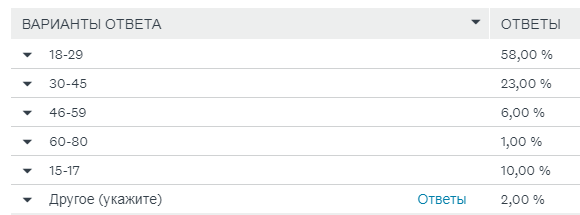 ВАРИАНТЫ ОТВЕТА ОТВЕТЫ
18-29 58,00 %
30-45 23,00 %
46-59 6,00 %
60-80 1,00 %
15-17 10,00 %
Другое (укажите) Ответы 2,00 %